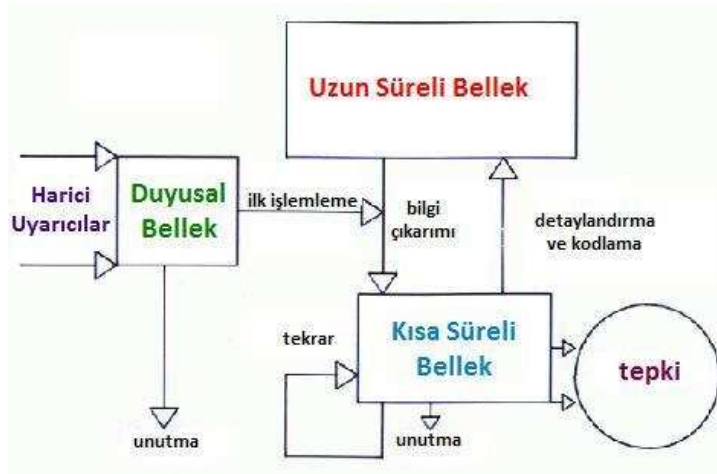 Uzun Süreli Bellek
Harici
Uyarıcılar
Duyusal
Bellek
ilk işlemleme
bilgi
çıkarımı
detaylandırma
ve kodlama
tekrar
Kısa Süreli
Bellek
tepki
unutma
unutma